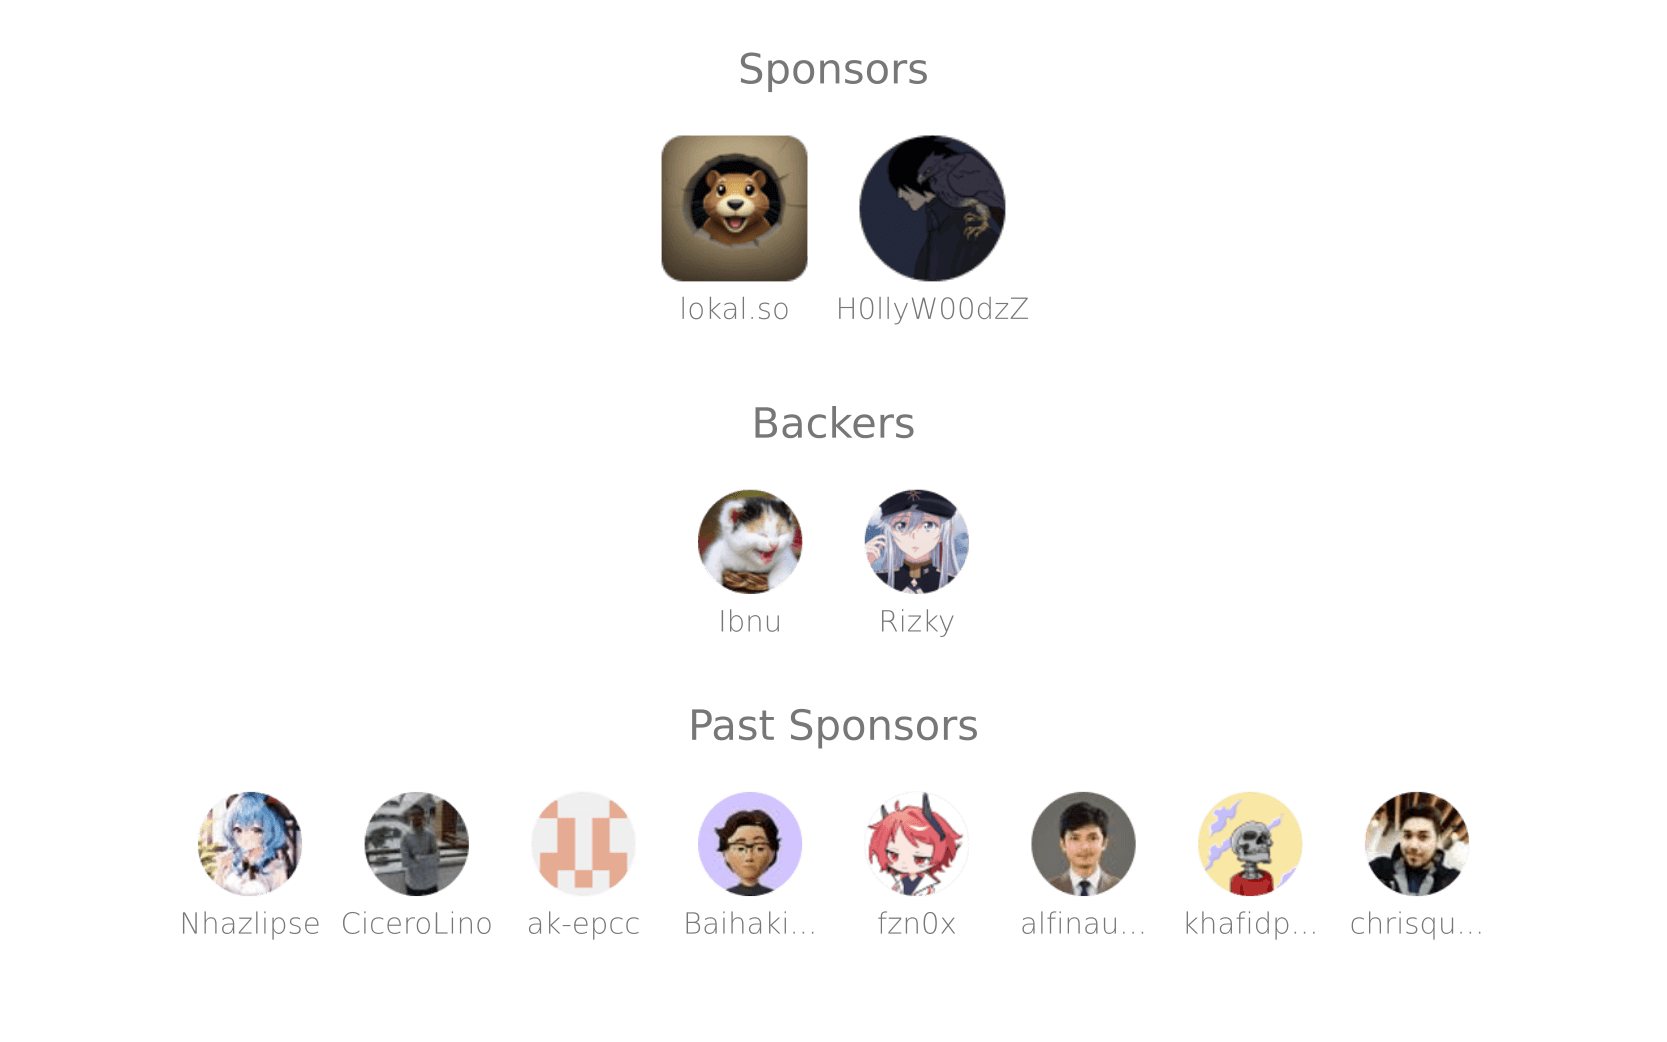 Sponsors
lokal.so H0llyW00dzZ
Backers
Ibnu Rizky
Past Sponsors
Nhazlipse CiceroLino ak-epcc Baihaki... fzn0x alfinau... khafidp... chrisqu...